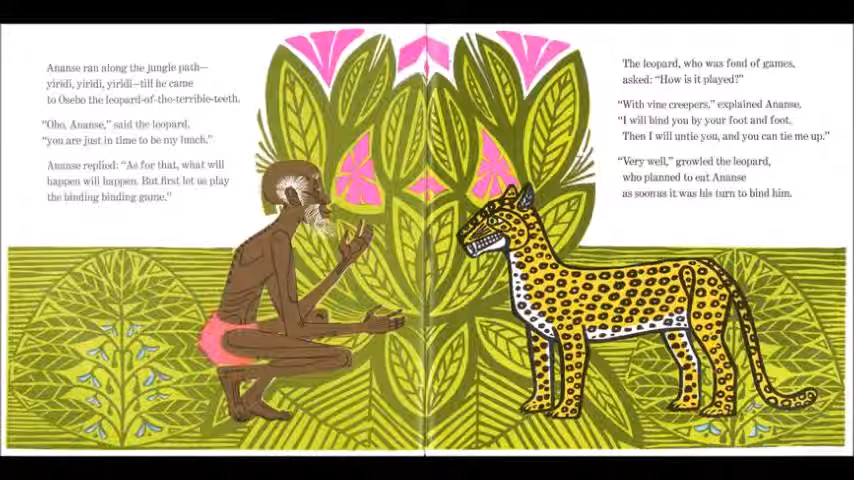 Ananse ran along the jungle path—
yiridi, yiridi, yiridi—till he came
to Osebo the leopard-of-the-terrible-teeth.
"Oho, Ananse," said the leopard,
"you are just in time to be my lunch."
Ananse replied: "As for that, what will
happen will happen. But first let us play
the binding binding game."
The leopard, who was fond of games,
asked: "How is it played?"
"With vine creepers," explained Ananse,
"I will bind you by your foot and foot.
Then I will untie you, and you can tie me up."
"Very well," growled the leopard,
who planned to eat Ananse
as soon as it was his turn to bind him.